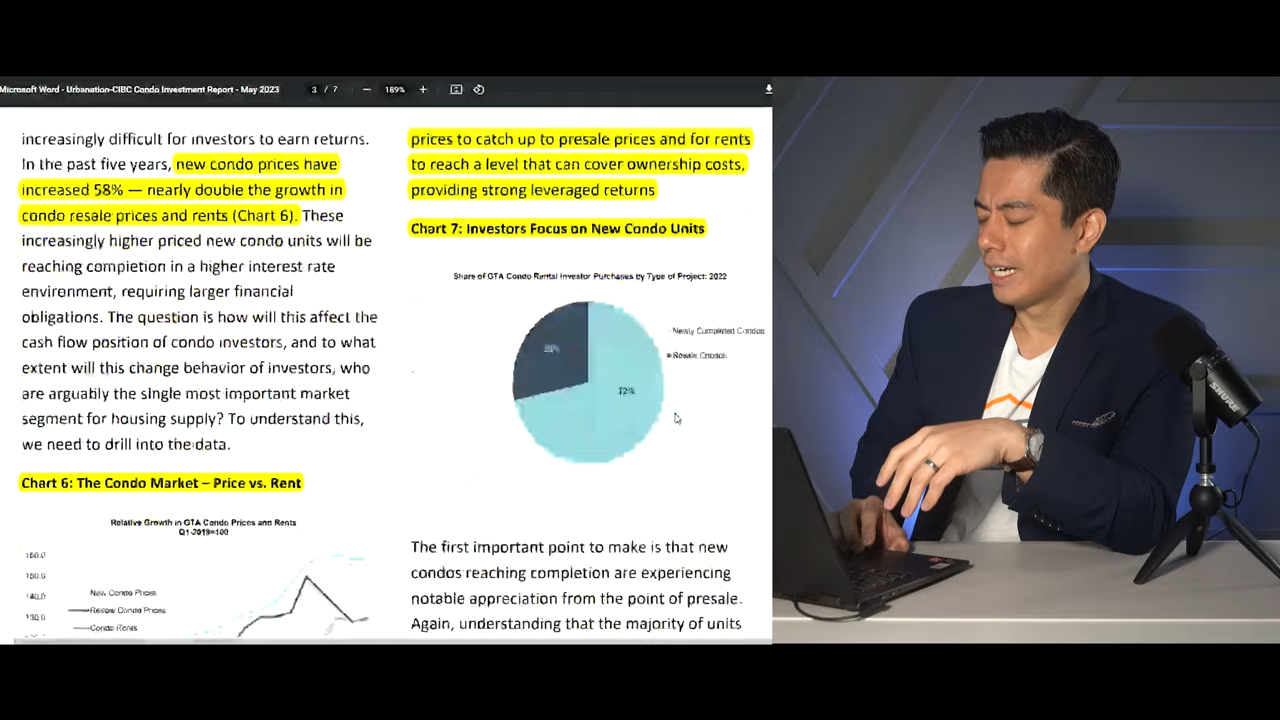 Microsoft Word - Urbanation-CIBC Condo Investment Report - May 2023
3 / 7
189%
increasingly difficult for investors to earn returns.
In the past five years, new condo prices have
increased 58% — nearly double the growth in
condo resale prices and rents (Chart 6). These
increasingly higher priced new condo units will be
reaching completion in a higher interest rate
environment, requiring larger financial
obligations. The question is how will this affect the
cash flow position of condo investors, and to what
extent will this change behavior of investors, who
are arguably the single most important market
segment for housing supply? To understand this,
we need to drill into the data.
Chart 6: The Condo Market – Price vs. Rent
Relative Growth in GTA Condo Prices and Rents
Q1-2019=100
160.0
150.0
140.0
130.0
New Condo Prices
Resale Condo Prices
Condo Rents
prices to catch up to presale prices and for rents
to reach a level that can cover ownership costs,
providing strong leveraged returns
Chart 7: Investors Focus on New Condo Units
Share of GTA Condo Rental Investor Purchases by Type of Project: 2022
Newly Completed Condos
Resale Condos
72%
The first important point to make is that new
condos reaching completion are experiencing
notable appreciation from the point of presale.
Again, understanding that the majority of units
SHURE